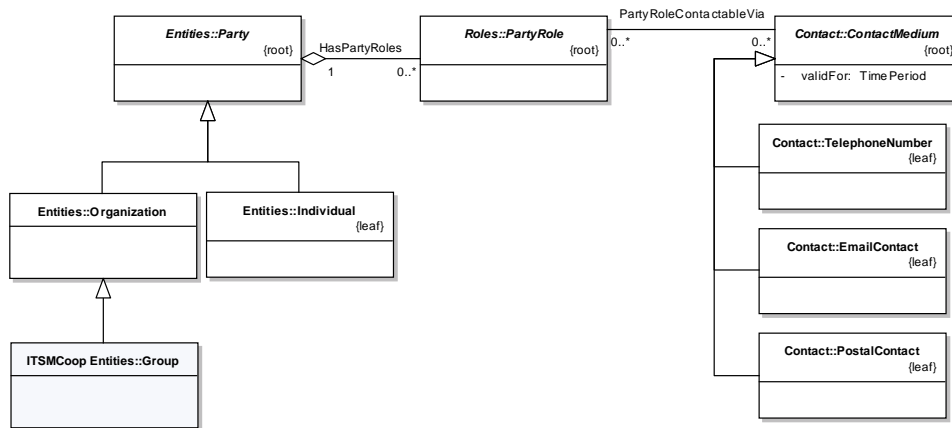 PartyRoleContactableVia
Entities::Party
{root}
HasPartyRoles
1
0..*
Roles::PartyRole
{root}
0..*
0..*
Contact::ContactMedium
{root}
- validFor: TimePeriod
Contact::TelephoneNumber
{leaf}
Entities::Organization
Entities::Individual
{leaf}
Contact::EmailContact
{leaf}
ITSMCoop Entities::Group
Contact::PostalContact
{leaf}